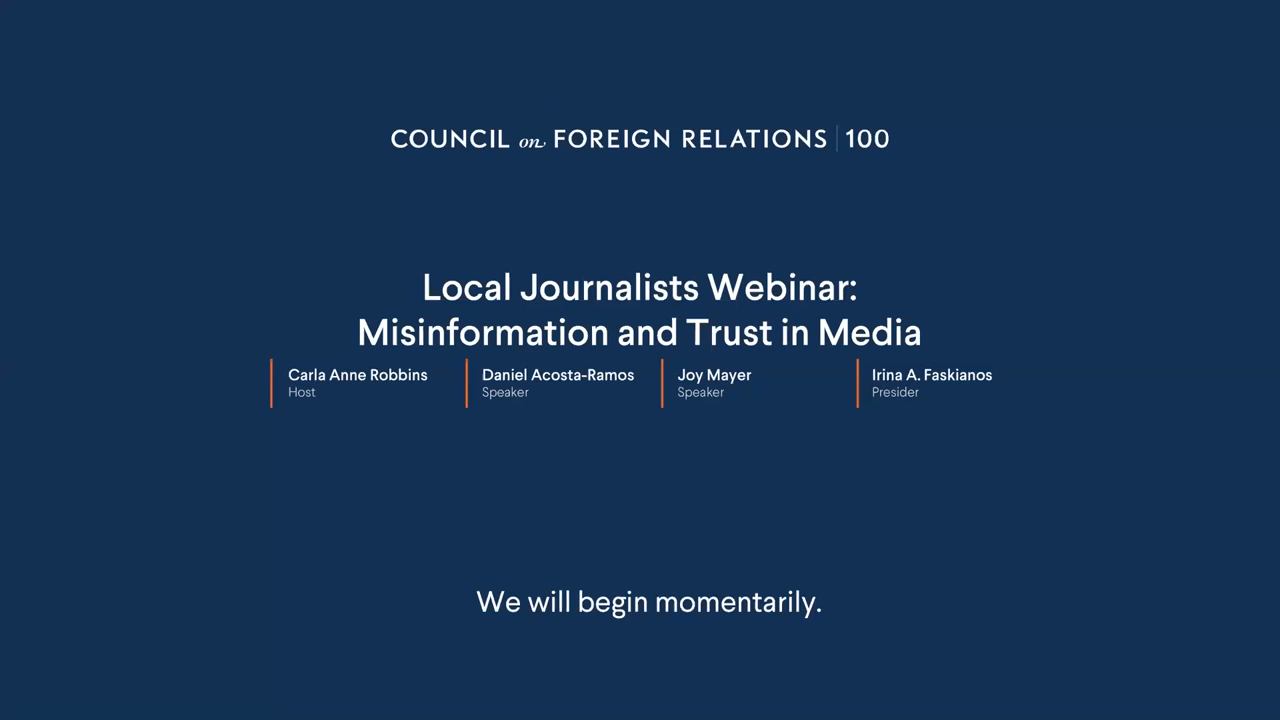 COUNCIL on FOREIGN RELATIONS | 100
Local Journalists Webinar:
Misinformation and Trust in Media
Carla Anne Robbins
Host
Daniel Acosta-Ramos
Speaker
Joy Mayer
Speaker
Irina A. Faskianos
Presider
We will begin momentarily.